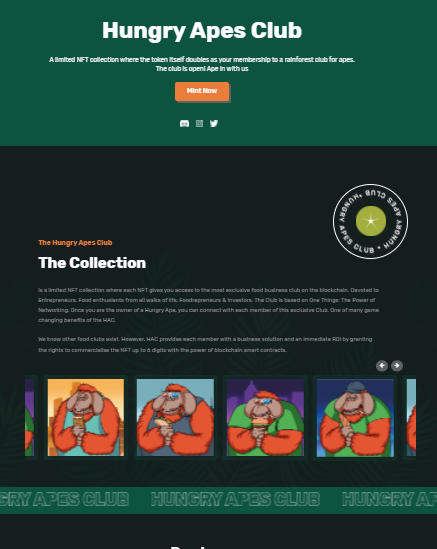 Hungry Apes Club
A limited NFT collection where the token itself doubles as your membership to a rainforest club for apes.
The club is open! Ape in with us
Mint Now
HUNGRY APES CLUB * HUNGRY APES CLUB *
The Hungry Apes Club
The Collection
Is a limited NFT collection where each NFT gives you access to the most exclusive food business club on the blockchain. Devoted to
Entrepreneurs, Food enthusiasts from all walks of life, Foodrepreneurs & Investors. The Club is based on One Things: The Power of
Networking. Once you are the owner of a Hungry Ape, you can connect with each member of this exclusive Club. One of many game
changing benefits of the HAC.
We know other food clubs exist. However, HAC provides each member with a business solution and an immediate ROI by granting
the rights to commercialise the NFT up to 6 digits with the power of blockchain smart contracts.
GRY APES CLUB HUNGRY APES CLUB HUNGRY AP